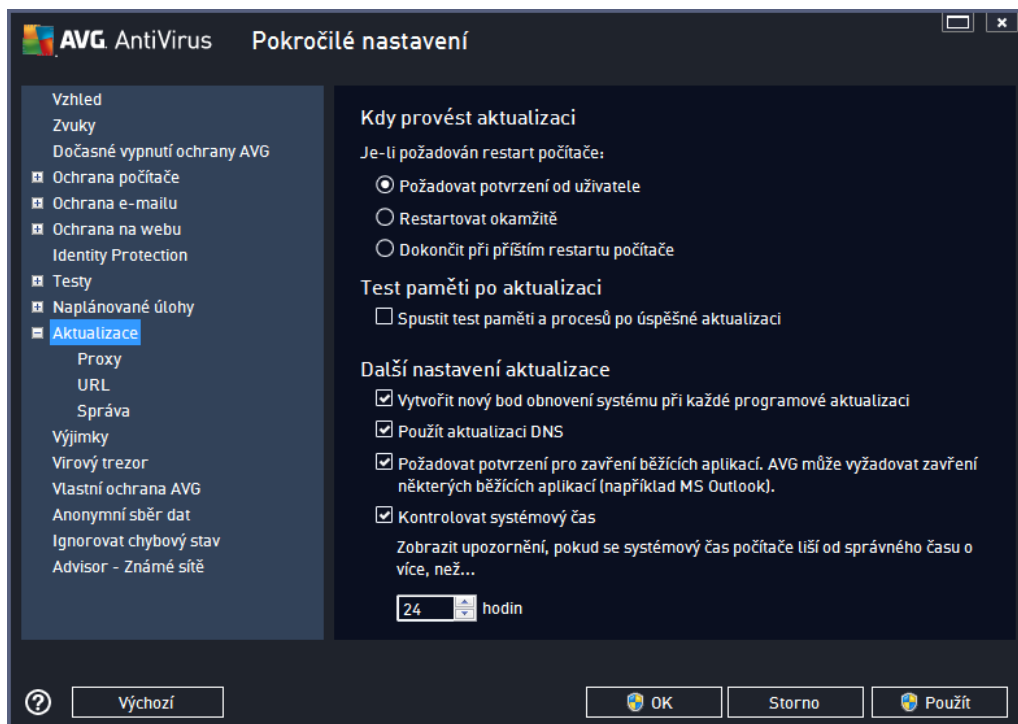 AVG. AntiVirus Pokročilé nastavení
Vzhled
Zvuky
Dočasné vypnutí ochrany AVG
Ochrana počítače
Ochrana e-mailu
Ochrana na webu
Identity Protection
Testy
Naplánované úlohy
Aktualizace
Proxy
URL
Správa
Výjimky
Virový trezor
Vlastní ochrana AVG
Anonymní sběr dat
Ignorovat chybový stav
Advisor - Známé sítě
Kdy provést aktualizaci
Je-li požadován restart počítače:
Požadovat potvrzení od uživatele
Restartovat okamžitě
Dokončit při příštím restartu počítače
Test paměti po aktualizaci
Spustit test paměti a procesů po úspěšné aktualizaci
Další nastavení aktualizace
Vytvořit nový bod obnovení systému při každé programové aktualizaci
Použít aktualizaci DNS
Požadovat potvrzení pro zavření běžících aplikací. AVG může vyžadovat zavření
některých běžících aplikací (například MS Outlook).
Kontrolovat systémový čas
Zobrazit upozornění, pokud se systémový čas počítače liší od správného času o
více, než...
24 hodin
? Výchozí OK Storno Použít